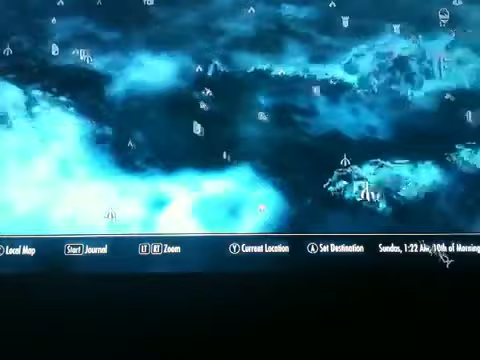 Local Map Start Journal LT RT Zoom Y Current Location A Set Destination Sundas, 1:22 AM, 10th of Morning